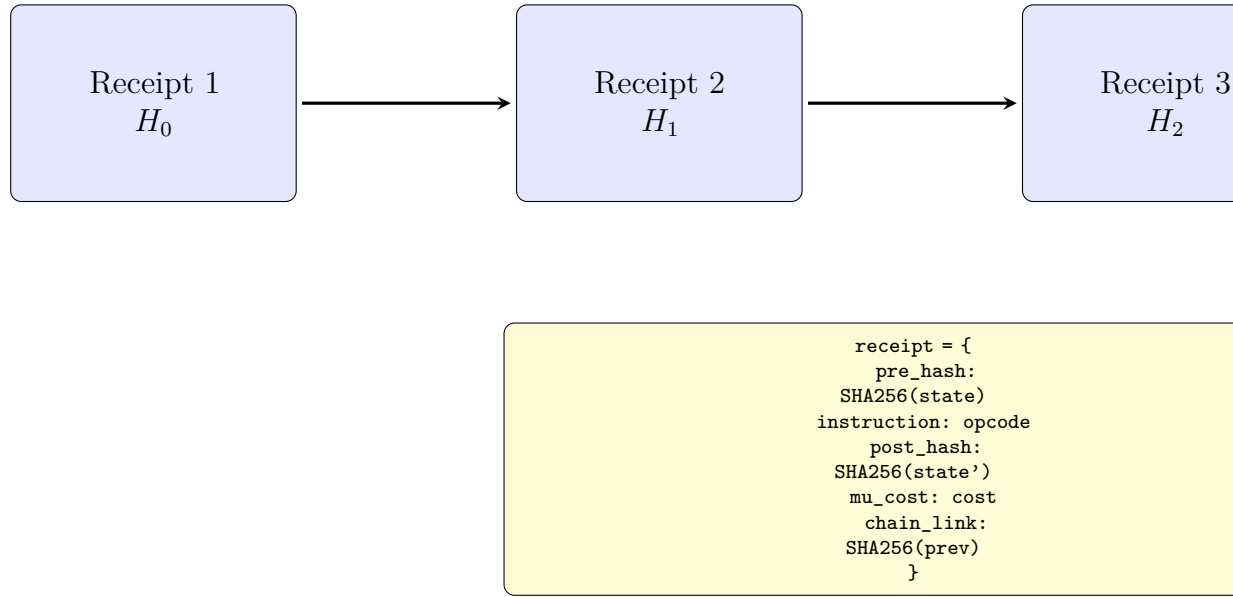 Receipt 1
H₀
Receipt 2
H₁
Receipt 3
H₂
receipt = {
pre_hash:
SHA256(state)
instruction: opcode
post_hash:
SHA256(state’)
mu_cost: cost
chain_link:
SHA256(prev)
}